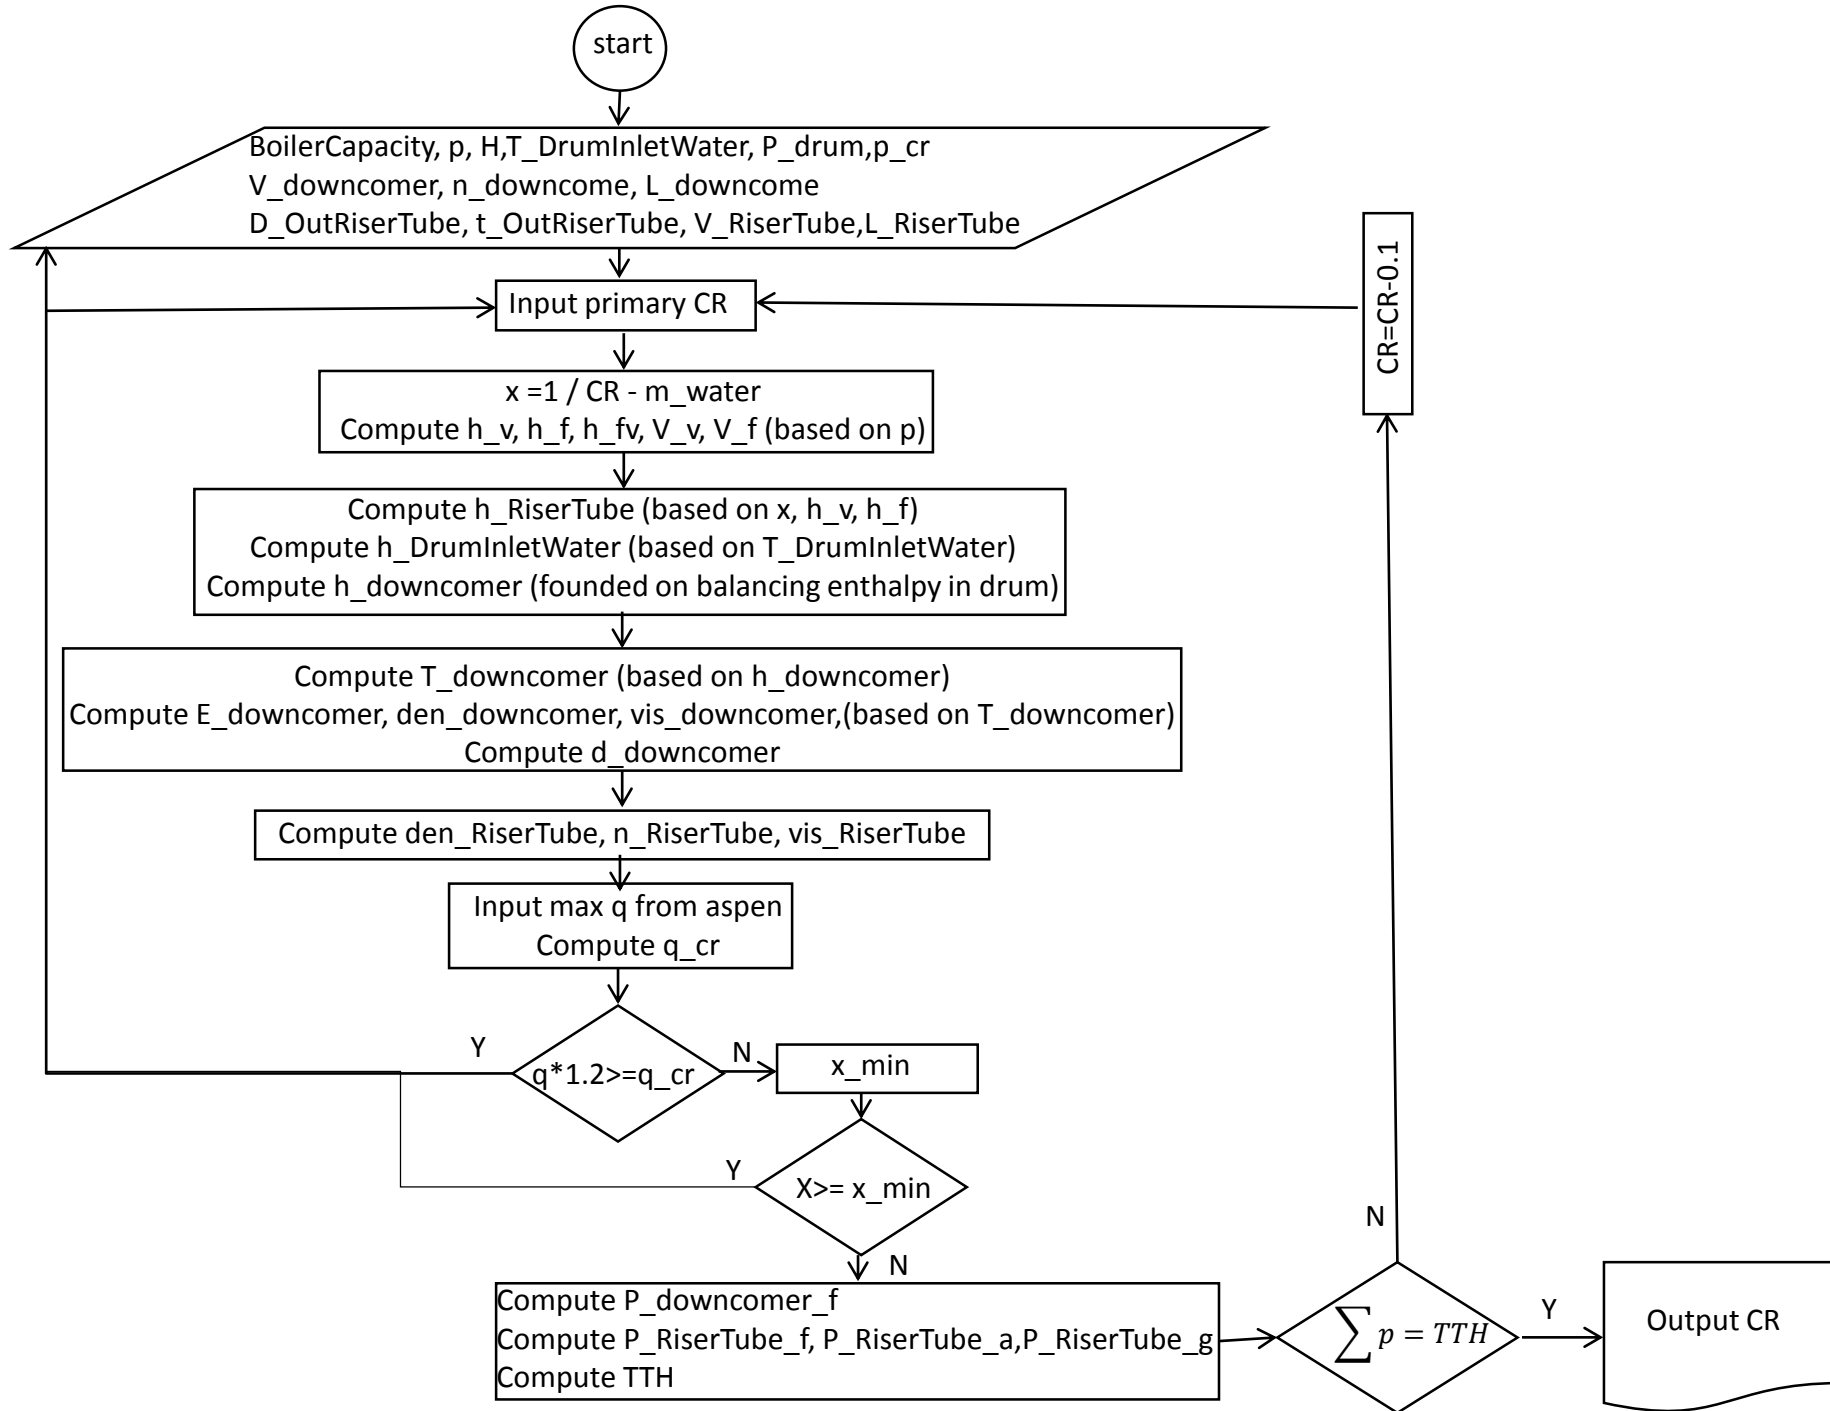 start
BoilerCapacity, p, H,T_DrumInletWater, P_drum,p_cr
V_downcomer, n_downcome, L_downcome
D_OutRiserTube, t_OutRiserTube, V_RiserTube,L_RiserTube
Input primary CR
CR=CR-0.1
x =1 / CR - m_water
Compute h_v, h_f, h_fv, V_v, V_f (based on p)
Compute h_RiserTube (based on x, h_v, h_f)
Compute h_DrumInletWater (based on T_DrumInletWater)
Compute h_downcomer (founded on balancing enthalpy in drum)
Compute T_downcomer (based on h_downcomer)
Compute E_downcomer, den_downcomer, vis_downcomer,(based on T_downcomer)
Compute d_downcomer
Compute den_RiserTube, n_RiserTube, vis_RiserTube
Input max q from aspen
Compute q_cr
Y
q*1.2>=q_cr
N
x_min
Y
X>= x_min
N
Compute P_downcomer_f
Compute P_RiserTube_f, P_RiserTube_a,P_RiserTube_g
Compute TTH
N
∑ p = TTH
Y
Output CR